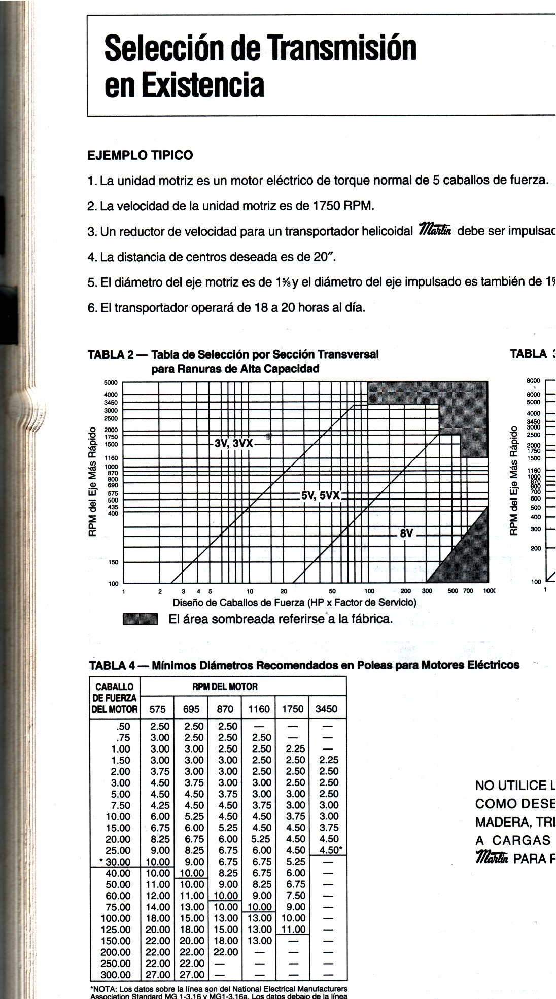 Selección de Transmisión
en Existencia
EJEMPLO TIPICO
1. La unidad motriz es un motor eléctrico de torque normal de 5 caballos de fuerza.
2. La velocidad de la unidad motriz es de 1750 RPM.
3. Un reductor de velocidad para un transportador helicoidal Martin debe ser impulsad
4. La distancia de centros deseada es de 20″.
5. El diámetro del eje motriz es de 1⅝ y el diámetro del eje impulsado es también de 1
6. El transportador operará de 18 a 20 horas al día.
TABLA 2 — Tabla de Selección por Sección Transversal
para Ranuras de Alta Capacidad
RPM del Eje Más Rápido
5000
4000
3450
3000
2500
2000
1750
1500
1160
1000
870
800
690
575
500
435
400
150
100
3V, 3VX
5V, 5VX
8V
1 2 3 4 5 10 20 50 100 200 300 500 700 1000
Diseño de Caballos de Fuerza (HP x Factor de Servicio)
El área sombreada referirse a la fábrica.
TABLA 3
RPM del Eje Más Rápido
8000
6000
5000
4000
3450
3000
2500
2000
1750
1500
1160
1000
870
800
700
600
500
400
300
200
100
1
TABLA 4 — Mínimos Diámetros Recomendados en Poleas para Motores Eléctricos
CABALLO RPM DEL MOTOR
DE FUERZA
DEL MOTOR 575 695 870 1160 1750 3450
.50 2.50 2.50 2.50 — — —
.75 3.00 2.50 2.50 2.50 — —
1.00 3.00 3.00 2.50 2.50 2.25 —
1.50 3.00 3.00 3.00 2.50 2.50 2.25
2.00 3.75 3.00 3.00 2.50 2.50 2.50
3.00 4.50 3.75 3.00 3.00 2.50 2.50
5.00 4.50 4.50 3.75 3.00 3.00 2.50
7.50 4.25 4.50 4.50 3.75 3.00 3.00
10.00 6.00 5.25 4.50 4.50 3.75 3.00
15.00 6.75 6.00 5.25 4.50 4.50 3.75
20.00 8.25 6.75 6.00 5.25 4.50 4.50
25.00 9.00 8.25 6.75 6.00 4.50 4.50*
* 30.00 10.00 9.00 6.75 6.75 5.25 —
40.00 10.00 10.00 8.25 6.75 6.00 —
50.00 11.00 10.00 9.00 8.25 6.75 —
60.00 12.00 11.00 10.00 9.00 7.50 —
75.00 14.00 13.00 10.00 10.00 9.00 —
100.00 18.00 15.00 13.00 13.00 10.00 —
125.00 20.00 18.00 15.00 13.00 11.00 —
150.00 22.00 20.00 18.00 13.00 — —
200.00 22.00 22.00 22.00 — — —
250.00 22.00 22.00 — — — —
300.00 27.00 27.00 — — — —
*NOTA: Los datos sobre la línea son del National Electrical Manufacturers
Association Standard MG 1-3.16 y MG1-3.16a. Los datos debajo de la línea
NO UTILICE L
COMO DESE
MADERA, TRI
A CARGAS
Martin PARA F